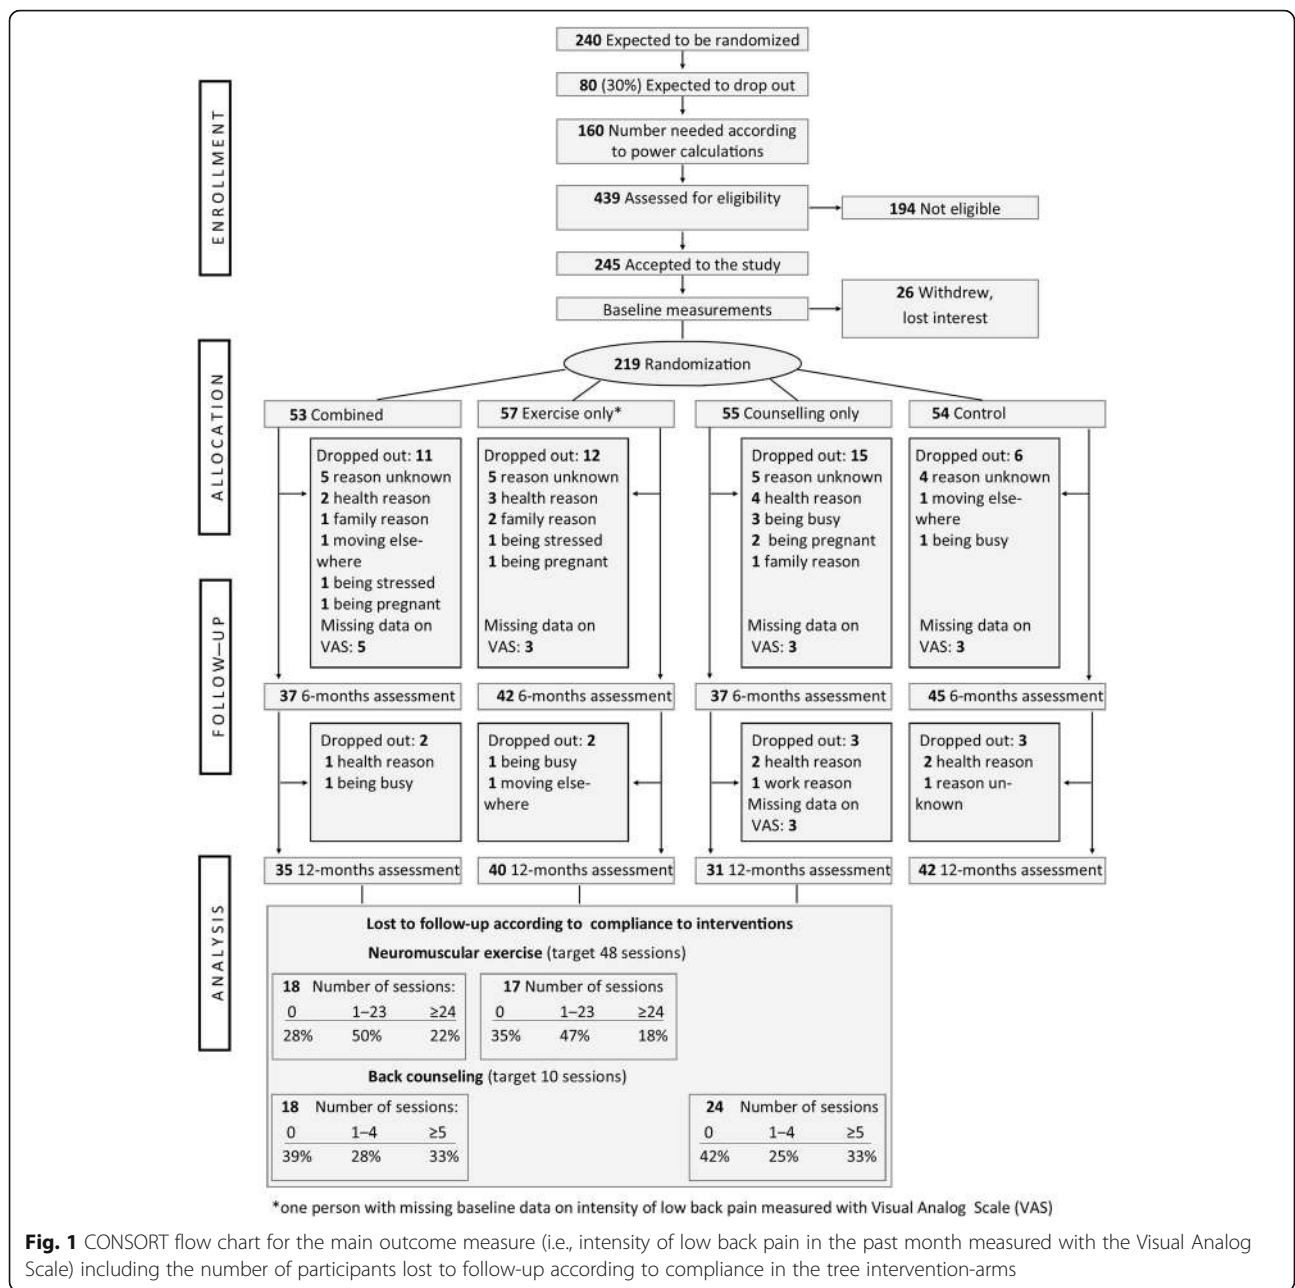 240 Expected to be randomized
80 (30%) Expected to drop out
160 Number needed according
to power calculations
439 Assessed for eligibility
194 Not eligible
245 Accepted to the study
Baseline measurements
26 Withdrew,
lost interest
ENROLLMENT
219 Randomization
ALLOCATION
53 Combined
57 Exercise only*
55 Counselling only
54 Control
Dropped out: 11
5 reason unknown
2 health reason
1 family reason
1 moving else-
where
1 being stressed
1 being pregnant
Missing data on
VAS: 5
Dropped out: 12
5 reason unknown
3 health reason
2 family reason
1 being stressed
1 being pregnant
Missing data on
VAS: 3
Dropped out: 15
5 reason unknown
4 health reason
3 being busy
2 being pregnant
1 family reason
Missing data on
VAS: 3
Dropped out: 6
4 reason unknown
1 moving else-
where
1 being busy
Missing data on
VAS: 3
FOLLOW—UP
37 6-months assessment
42 6-months assessment
37 6-months assessment
45 6-months assessment
Dropped out: 2
1 health reason
1 being busy
Dropped out: 2
1 being busy
1 moving else-
where
Dropped out: 3
2 health reason
1 work reason
Missing data on
VAS: 3
Dropped out: 3
2 health reason
1 reason un-
known
35 12-months assessment
40 12-months assessment
31 12-months assessment
42 12-months assessment
ANALYSIS
Lost to follow-up according to compliance to interventions
Neuromuscular exercise (target 48 sessions)
18 Number of sessions:
0 1–23 ≥24
28% 50% 22%
17 Number of sessions
0 1–23 ≥24
35% 47% 18%
Back counseling (target 10 sessions)
18 Number of sessions:
0 1–4 ≥5
39% 28% 33%
24 Number of sessions
0 1–4 ≥5
42% 25% 33%
*one person with missing baseline data on intensity of low back pain measured with Visual Analog Scale (VAS)
Fig. 1 CONSORT flow chart for the main outcome measure (i.e., intensity of low back pain in the past month measured with the Visual Analog
Scale) including the number of participants lost to follow-up according to compliance in the tree intervention-arms